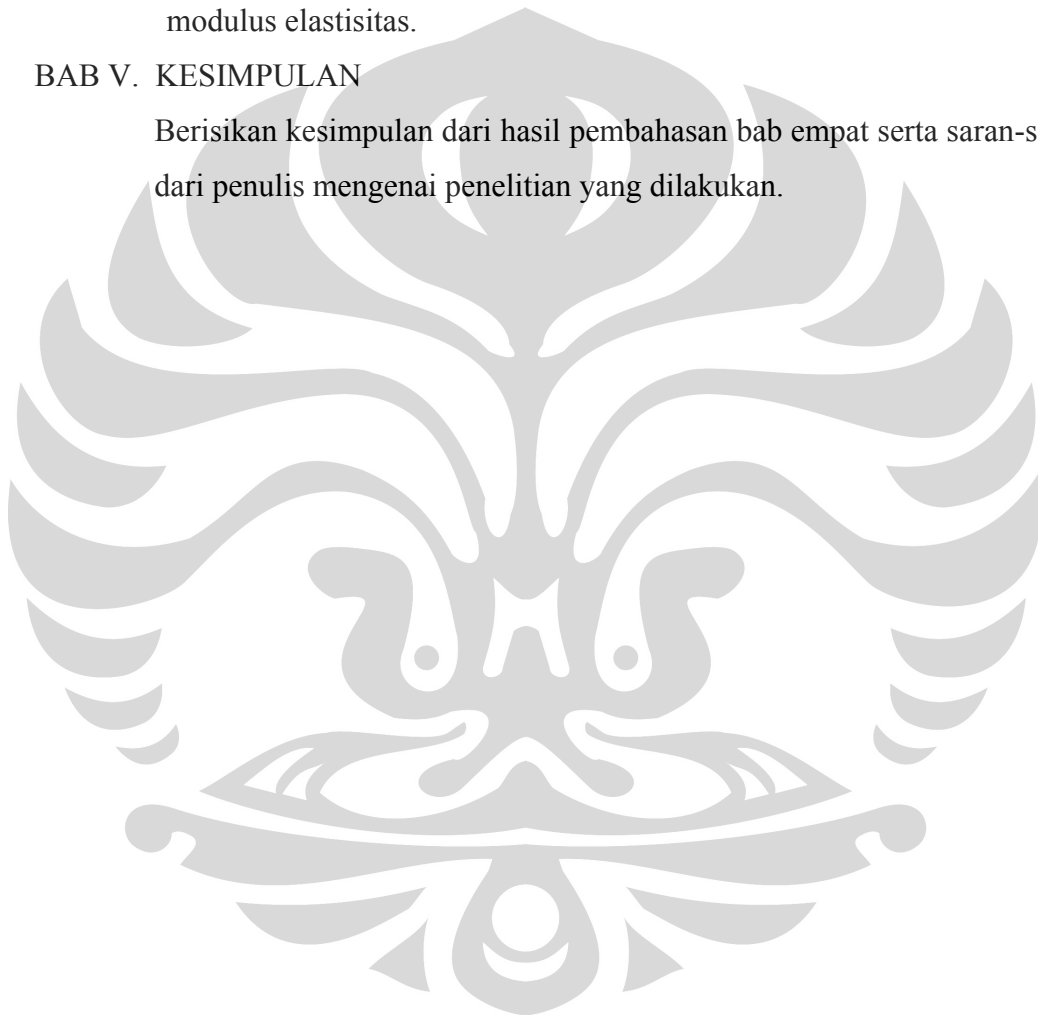 modulus elastisitas.
BAB V. KESIMPULAN
Berisikan kesimpulan dari hasil pembahasan bab empat serta saran-s
dari penulis mengenai penelitian yang dilakukan.